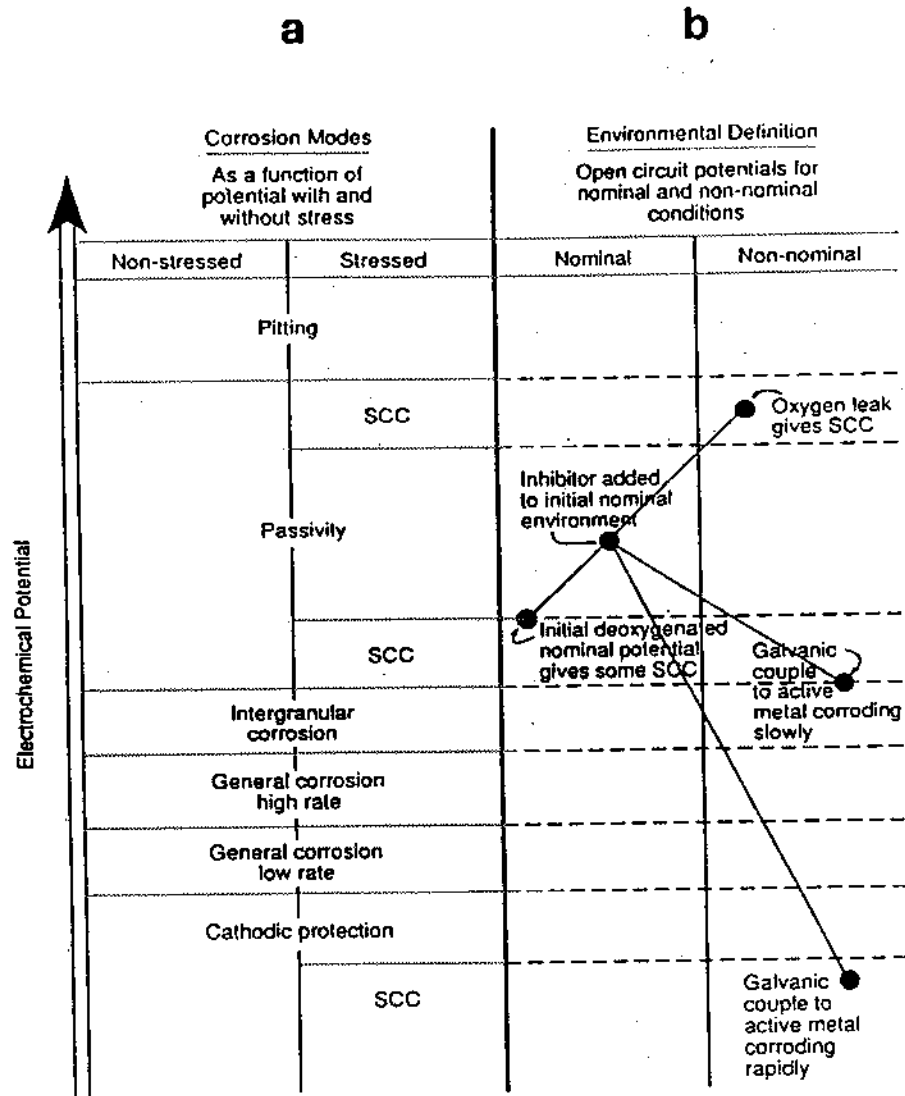 a
b
Corrosion Modes
As a function of
potential with and
without stress
Environmental Definition
Open circuit potentials for
nominal and non-nominal
conditions
Non-stressed
Stressed
Nominal
Non-nominal
Pitting
SCC
Oxygen leak
gives SCC
Inhibitor added
to initial nominal
environment
Passivity
Electrochemical Potential
SCC
Initial deoxygenated
nominal potential
gives some SCC
Galvanic
couple
to active
metal corroding
slowly
Intergranular
corrosion
General corrosion
high rate
General corrosion
low rate
Cathodic protection
SCC
Galvanic
couple to
active metal
corroding
rapidly